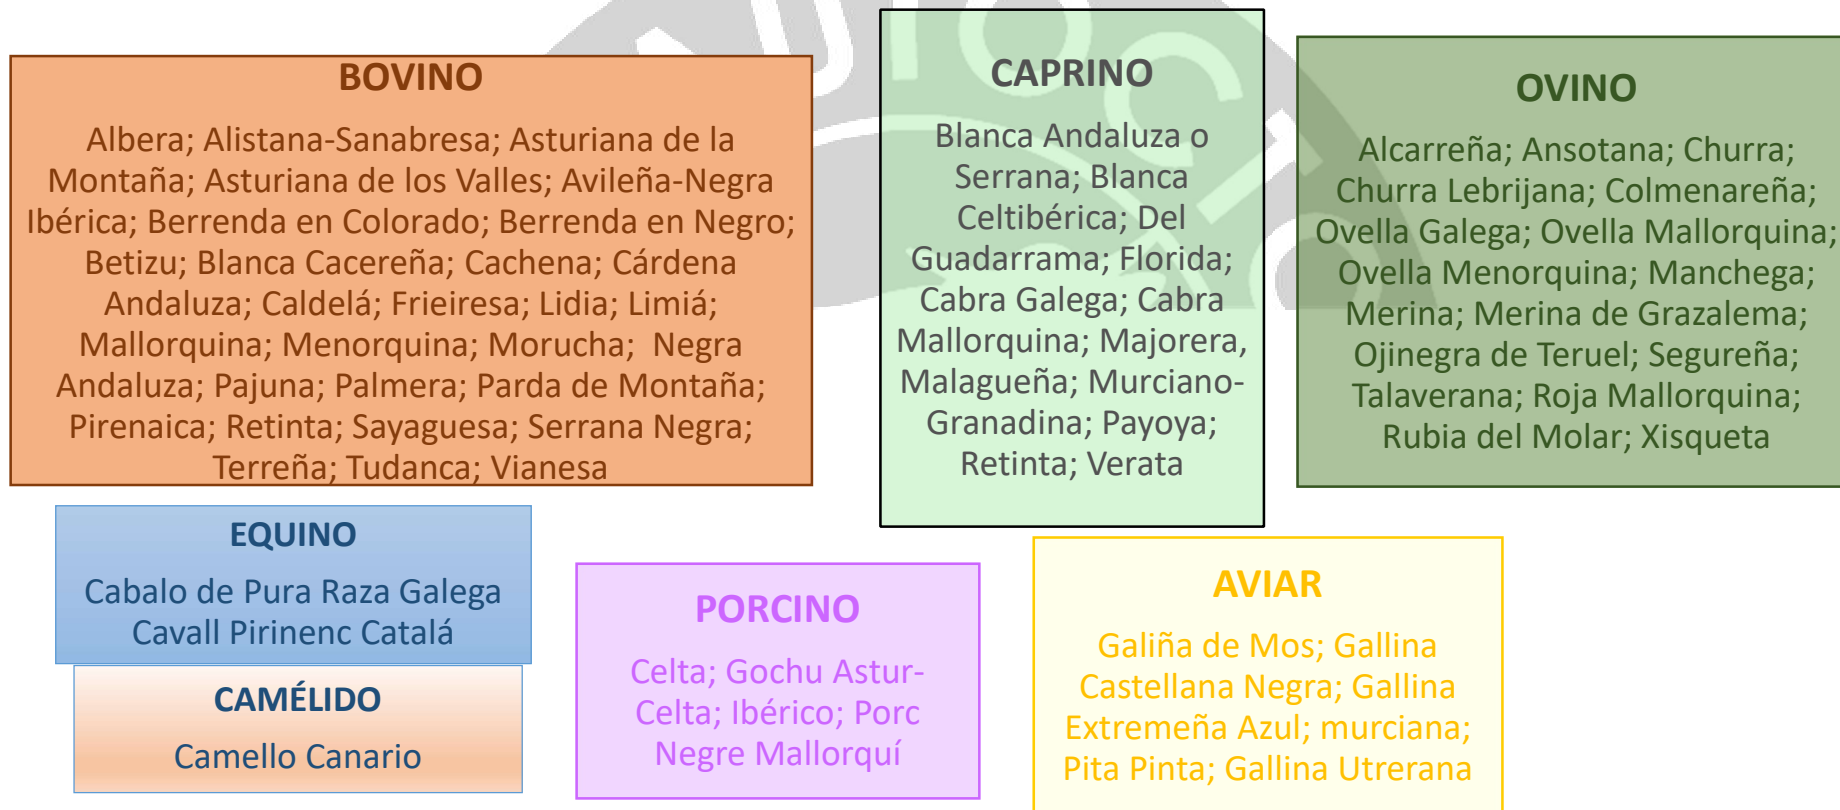 BOVINO
Albera; Alistana-Sanabresa; Asturiana de la
Montaña; Asturiana de los Valles; Avileña-Negra
Ibérica; Berrenda en Colorado; Berrenda en Negro;
Betizu; Blanca Cacereña; Cachena; Cárdena
Andaluza; Caldelá; Frieiresa; Lidia; Limiá;
Mallorquina; Menorquina; Morucha;  Negra
Andaluza; Pajuna; Palmera; Parda de Montaña;
Pirenaica; Retinta; Sayaguesa; Serrana Negra;
Terreña; Tudanca; Vianesa
CAPRINO
Blanca Andaluza o
Serrana; Blanca
Celtibérica; Del
Guadarrama; Florida;
Cabra Galega; Cabra
Mallorquina; Majorera,
Malagueña; Murciano-
Granadina; Payoya;
Retinta; Verata
OVINO
Alcarreña; Ansotana; Churra;
Churra Lebrijana; Colmenareña;
Ovella Galega; Ovella Mallorquina;
Ovella Menorquina; Manchega;
Merina; Merina de Grazalema;
Ojinegra de Teruel; Segureña;
Talaverana; Roja Mallorquina;
Rubia del Molar; Xisqueta
EQUINO
Cabalo de Pura Raza Galega
Cavall Pirinenc Catalá
CAMÉLIDO
Camello Canario
PORCINO
Celta; Gochu Astur-
Celta; Ibérico; Porc
Negre Mallorquí
AVIAR
Galiña de Mos; Gallina
Castellana Negra; Gallina
Extremeña Azul; murciana;
Pita Pinta; Gallina Utrerana